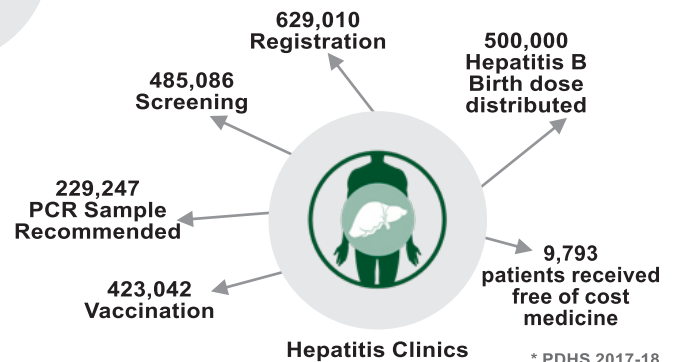 629,010
Registration
500,000
Hepatitis B
Birth dose
distributed
485,086
Screening
229,247
PCR Sample
Recommended
423,042
Vaccination
9,793
patients received
free of cost
medicine
Hepatitis Clinics
* PDHS 2017-18